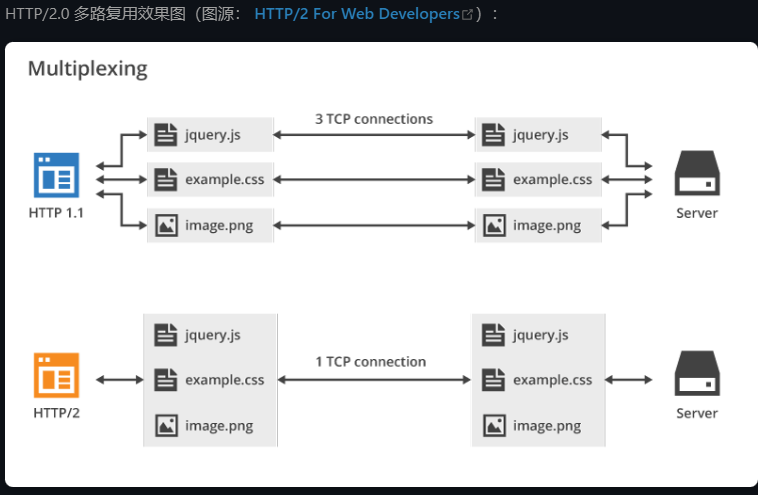 HTTP/2.0 多路复用效果图（图源： HTTP/2 For Web Developers）：
Multiplexing
3 TCP connections
jquery.js jquery.js
example.css example.css
HTTP 1.1 Server
image.png image.png
jquery.js jquery.js
1 TCP connection
example.css example.css
HTTP/2 Server
image.png image.png